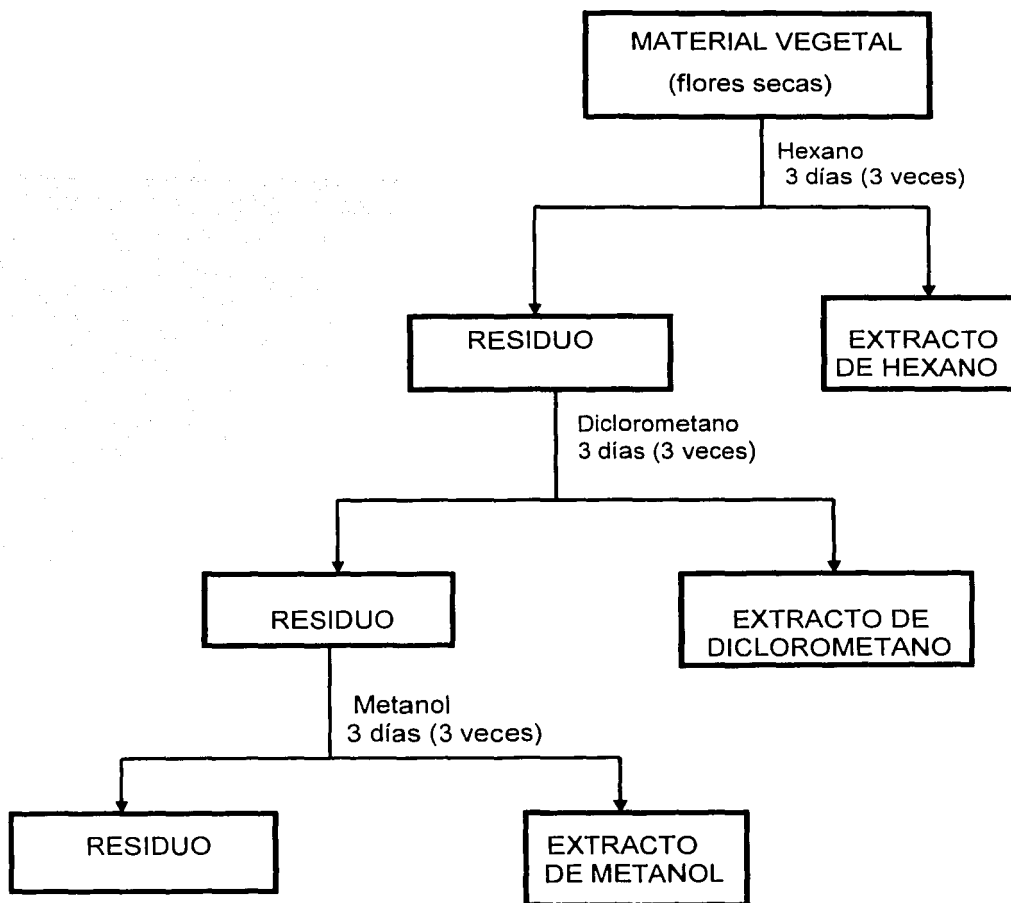 MATERIAL VEGETAL
(flores secas)
Hexano
3 días (3 veces)
RESIDUO
EXTRACTO
DE HEXANO
Diclorometano
3 días (3 veces)
RESIDUO
EXTRACTO DE
DICLOROMETANO
Metanol
3 días (3 veces)
RESIDUO
EXTRACTO
DE METANOL